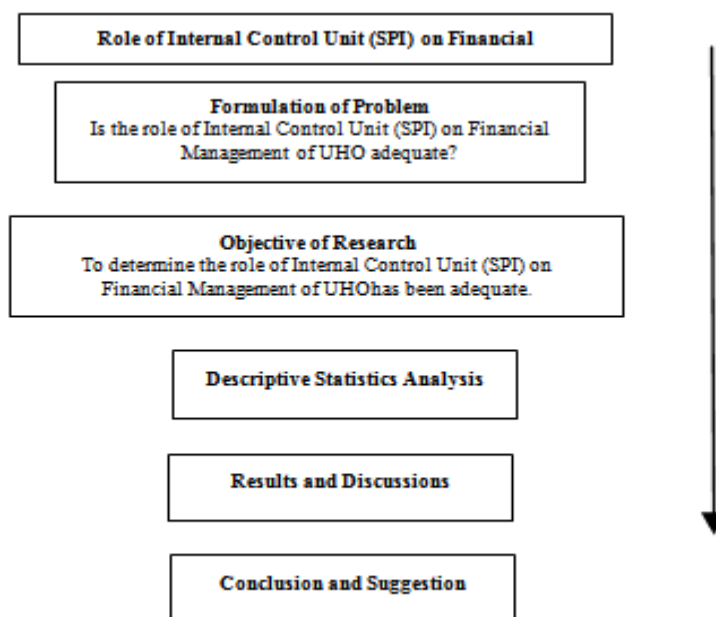 Role of Internal Control Unit (SPI) on Financial
Formulation of Problem
Is the role of Internal Control Unit (SPI) on Financial
Management of UHO adequate?
Objective of Research
To determine the role of Internal Control Unit (SPI) on
Financial Management of UHOhas been adequate.
Descriptive Statistics Analysis
Results and Discussions
Conclusion and Suggestion